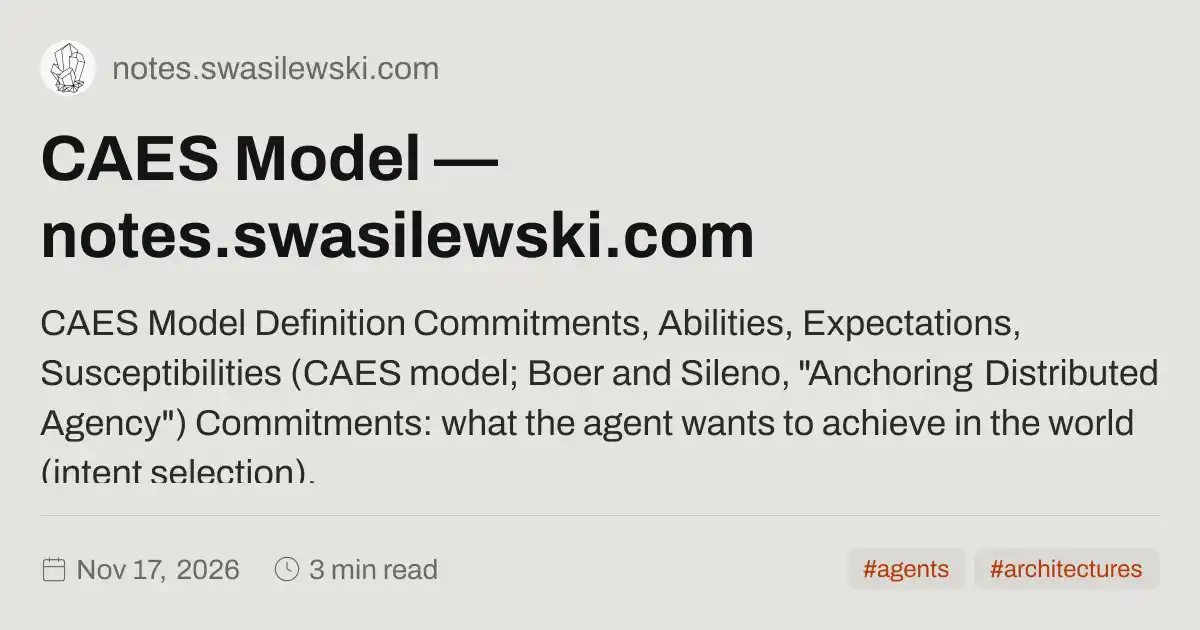 notes.swasilewski.com
CAES Model —
notes.swasilewski.com
CAES Model Definition Commitments, Abilities, Expectations,
Susceptibilities (CAES model; Boer and Sileno, "Anchoring Distributed
Agency") Commitments: what the agent wants to achieve in the world
(intent selection).
Nov 17, 2026
3 min read
#agents
#architectures